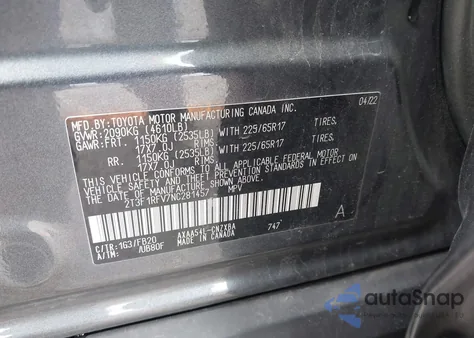 MFD.BY:TOYOTA MOTOR MANUFACTURING CANADA INC. 04/22
GVWR:2090KG (4610LB)
GAWR:FRT. 1150KG (2535LB) WITH 225/65R17 TIRES,
17X7.0J RIMS,
RR. 1150KG (2535LB) WITH 225/65R17 TIRES,
17X7.0J RIMS,
THIS VEHICLE CONFORMS TO ALL APPLICABLE FEDERAL MOTOR
VEHICLE SAFETY AND BUMPER STANDARDS IN EFFECT ON THE
DATE OF MANUFACTURE SHOWN ABOVE.
2T3F1RFV7NC281457 MPV
A
C/TR:1G3/FB20 AXAA54L-CNZXBA 747
A/TM: /UB80F MADE IN CANADA
autoSnap